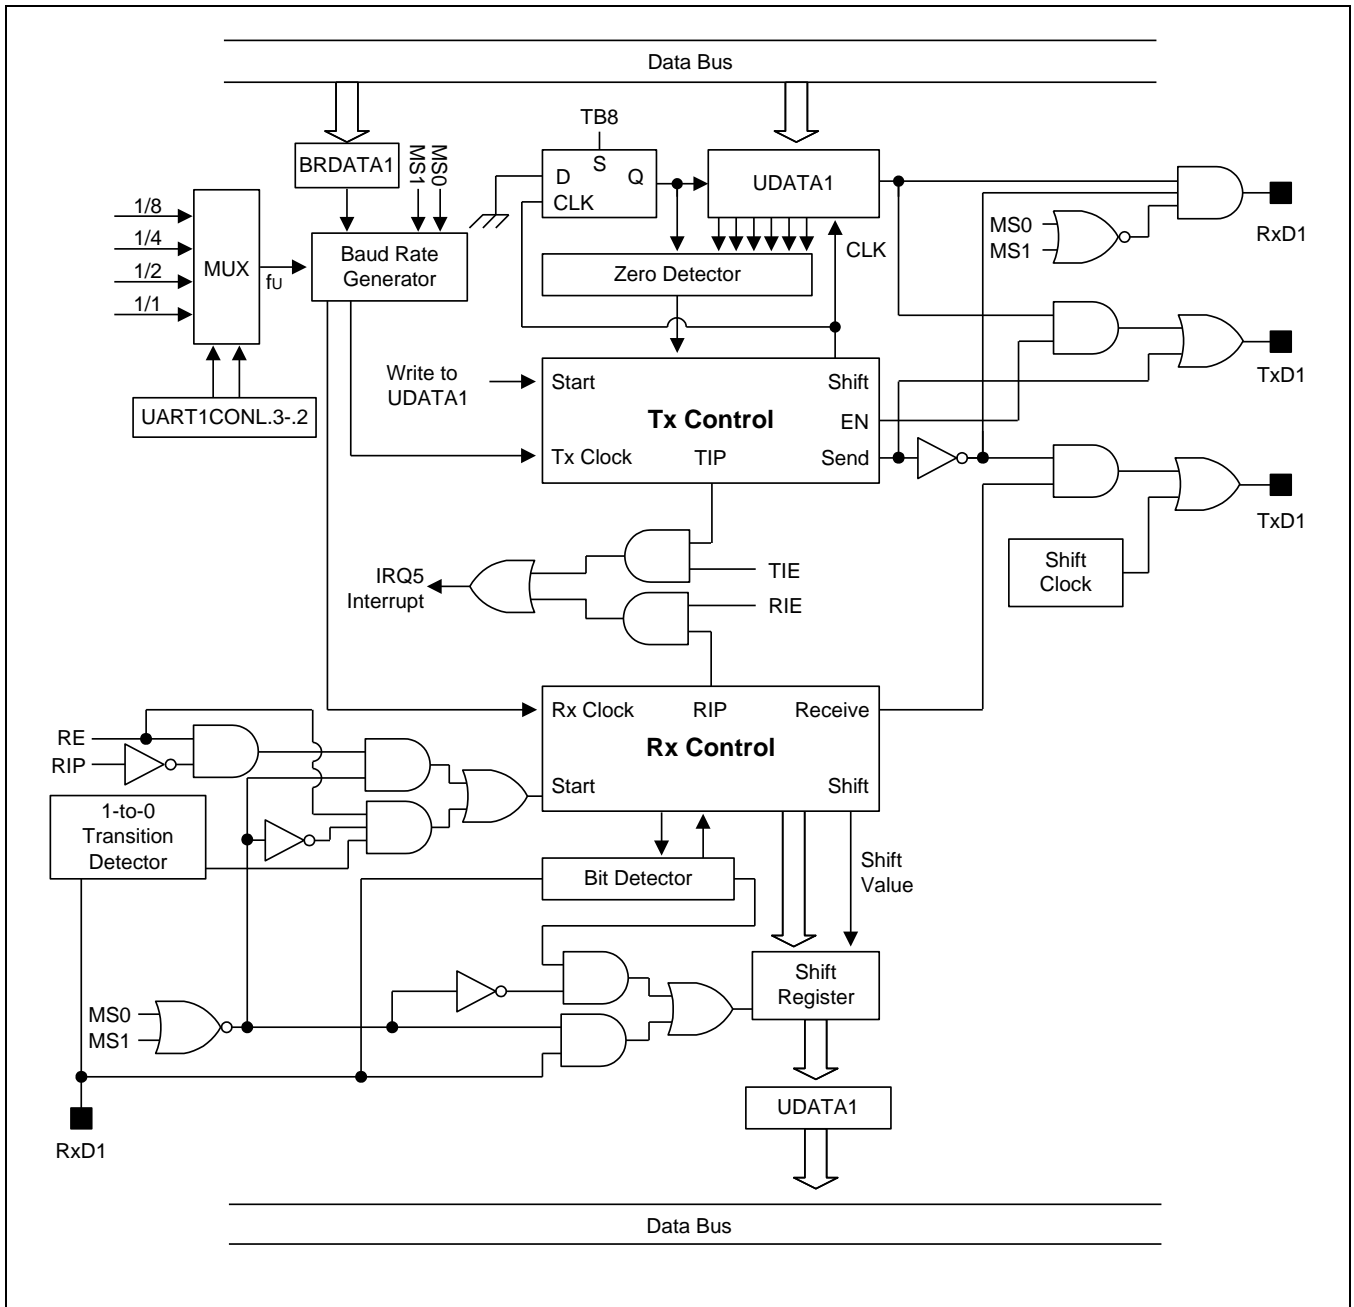 Data Bus
TB8
BRDATA1
MS1
MS0
D
S
Q
CLK
UDATA1
1/8
1/4
1/2
1/1
MUX
fU
Baud Rate
Generator
Zero Detector
CLK
MS0
MS1
RxD1
UART1CONL.3-.2
Write to
UDATA1
Start
Shift
Tx Control
EN
Tx Clock
TIP
Send
TxD1
TxD1
Shift
Clock
IRQ5
Interrupt
TIE
RIE
Rx Clock
RIP
Receive
Rx Control
Start
Shift
RE
RIP
1-to-0
Transition
Detector
Bit Detector
Shift
Value
Shift
Register
MS0
MS1
UDATA1
RxD1
Data Bus